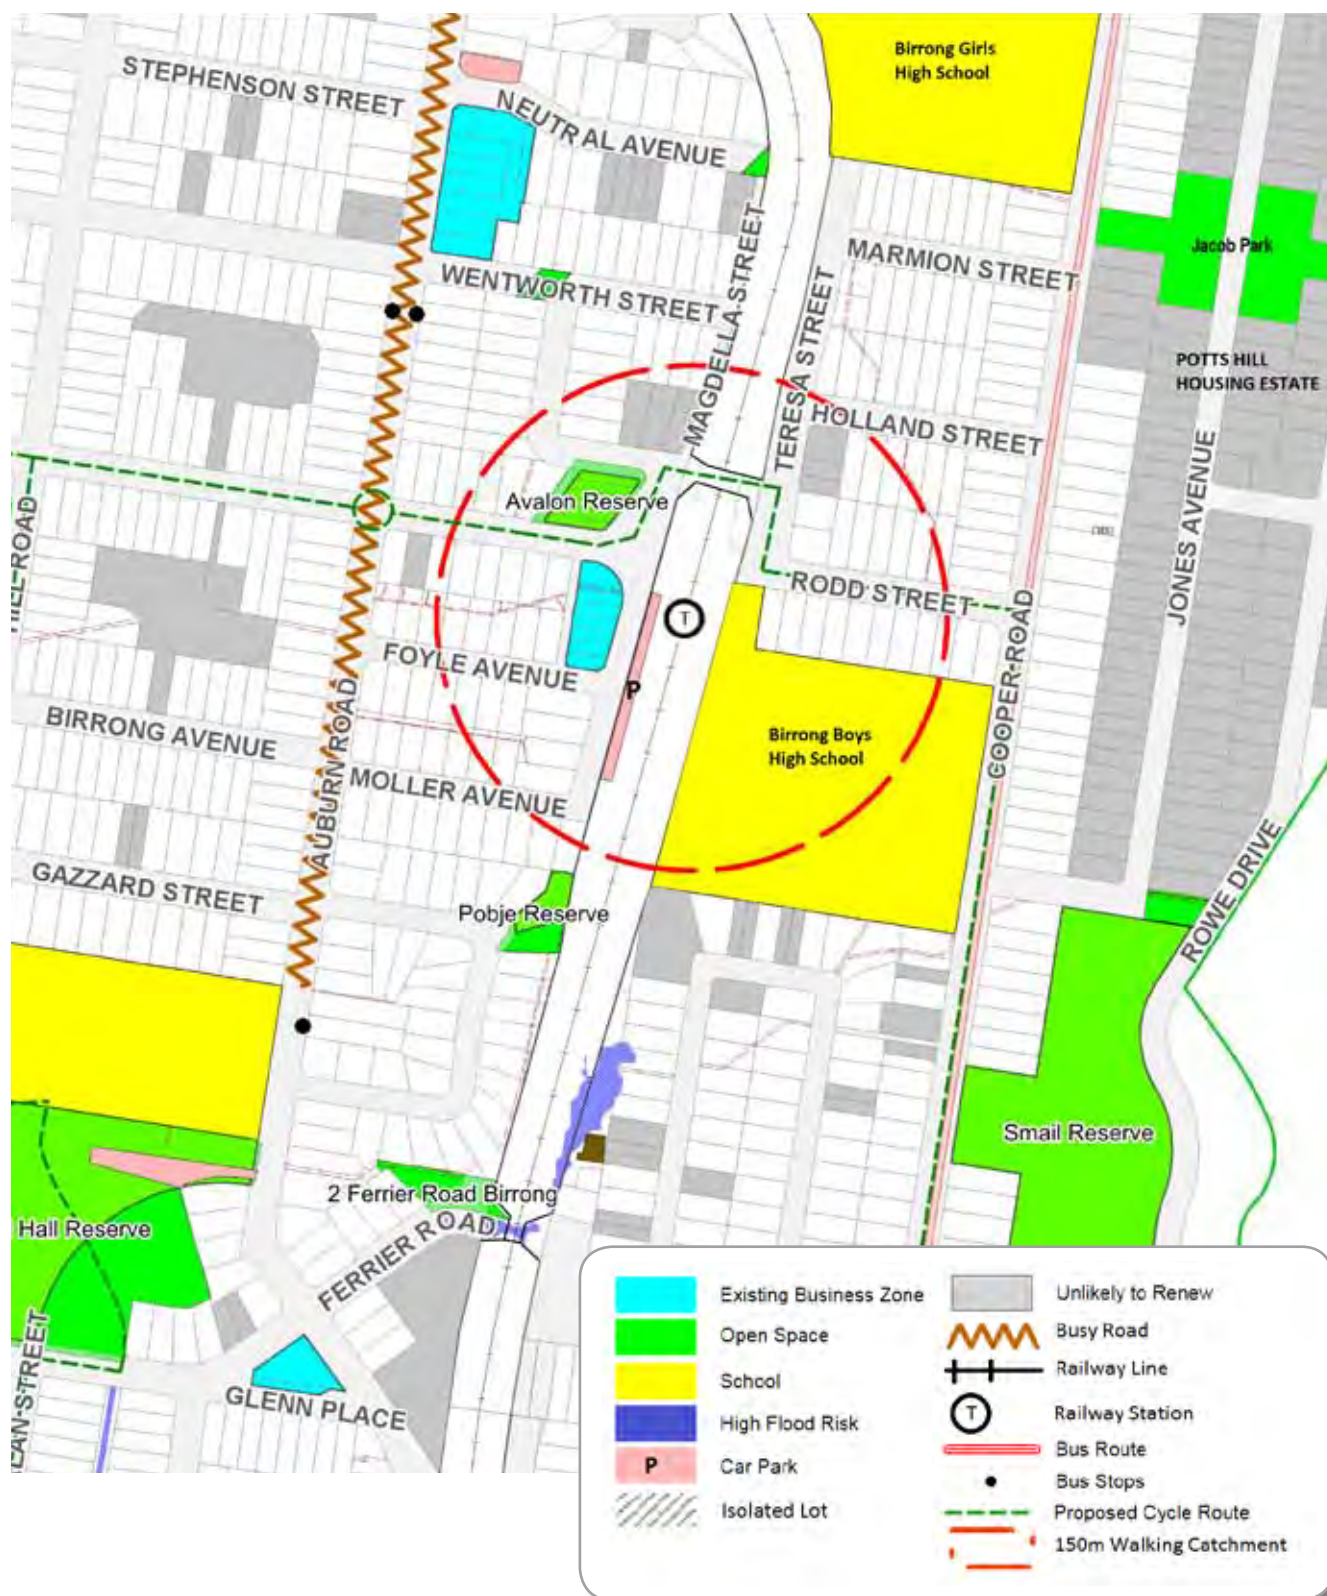 Birrong Girls
High School
STEPHENSON STREET
NEUTRAL AVENUE
Jacob Park
MARMION STREET
WENTWORTH STREET
MAGDELLA STREET
TERESA STREET
POTTS HILL
HOUSING ESTATE
HOLLAND STREET
JONES AVENUE
Avalon Reserve
HILL ROAD
RODD STREET
T
FOYLE AVENUE
P
COOPER ROAD
BIRRONG AVENUE
AUBURN ROAD
Birrong Boys
High School
MOLLER AVENUE
GAZZARD STREET
Pobje Reserve
ROWE DRIVE
Smail Reserve
2 Ferrier Road Birrong
Hall Reserve
FERRIER ROAD
GLENN PLACE
STREET
Existing Business Zone
Open Space
School
High Flood Risk
P
Car Park
Isolated Lot
Unlikely to Renew
Busy Road
Railway Line
T
Railway Station
Bus Route
Bus Stops
Proposed Cycle Route
150m Walking Catchment